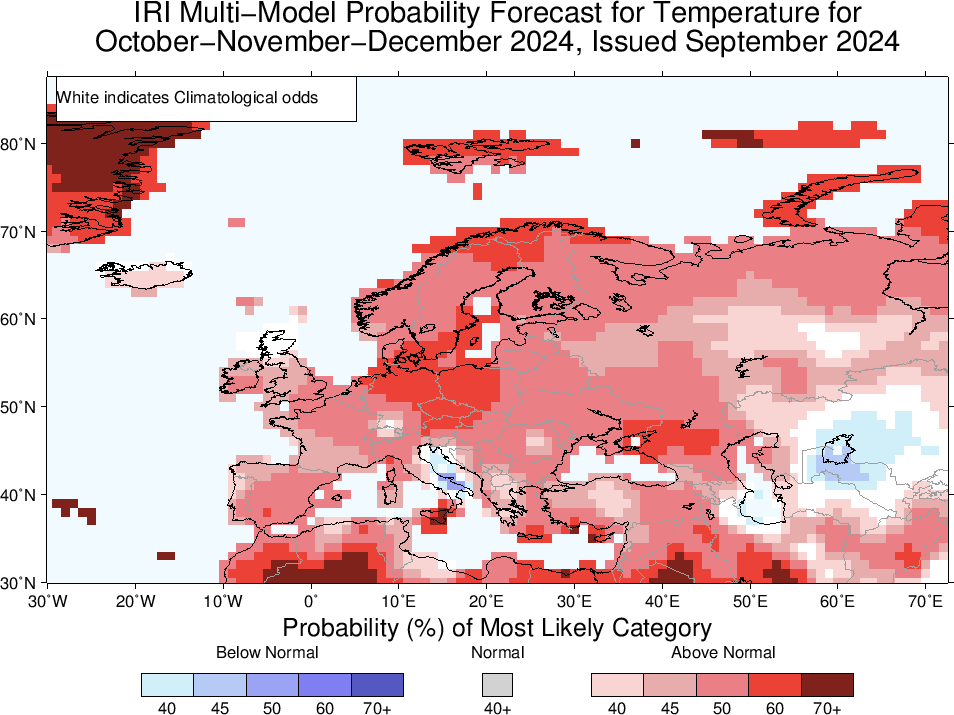 IRI Multi−Model Probability Forecast for Temperature for
October−November−December 2024, Issued September 2024
White indicates Climatological odds
80˚N
70˚N
60˚N
50˚N
40˚N
30˚N
30˚W 20˚W 10˚W 0˚ 10˚E 20˚E 30˚E 40˚E 50˚E 60˚E 70˚E
Probability (%) of Most Likely Category
Below Normal Normal Above Normal
40 45 50 60 70+ 40+ 40 45 50 60 70+